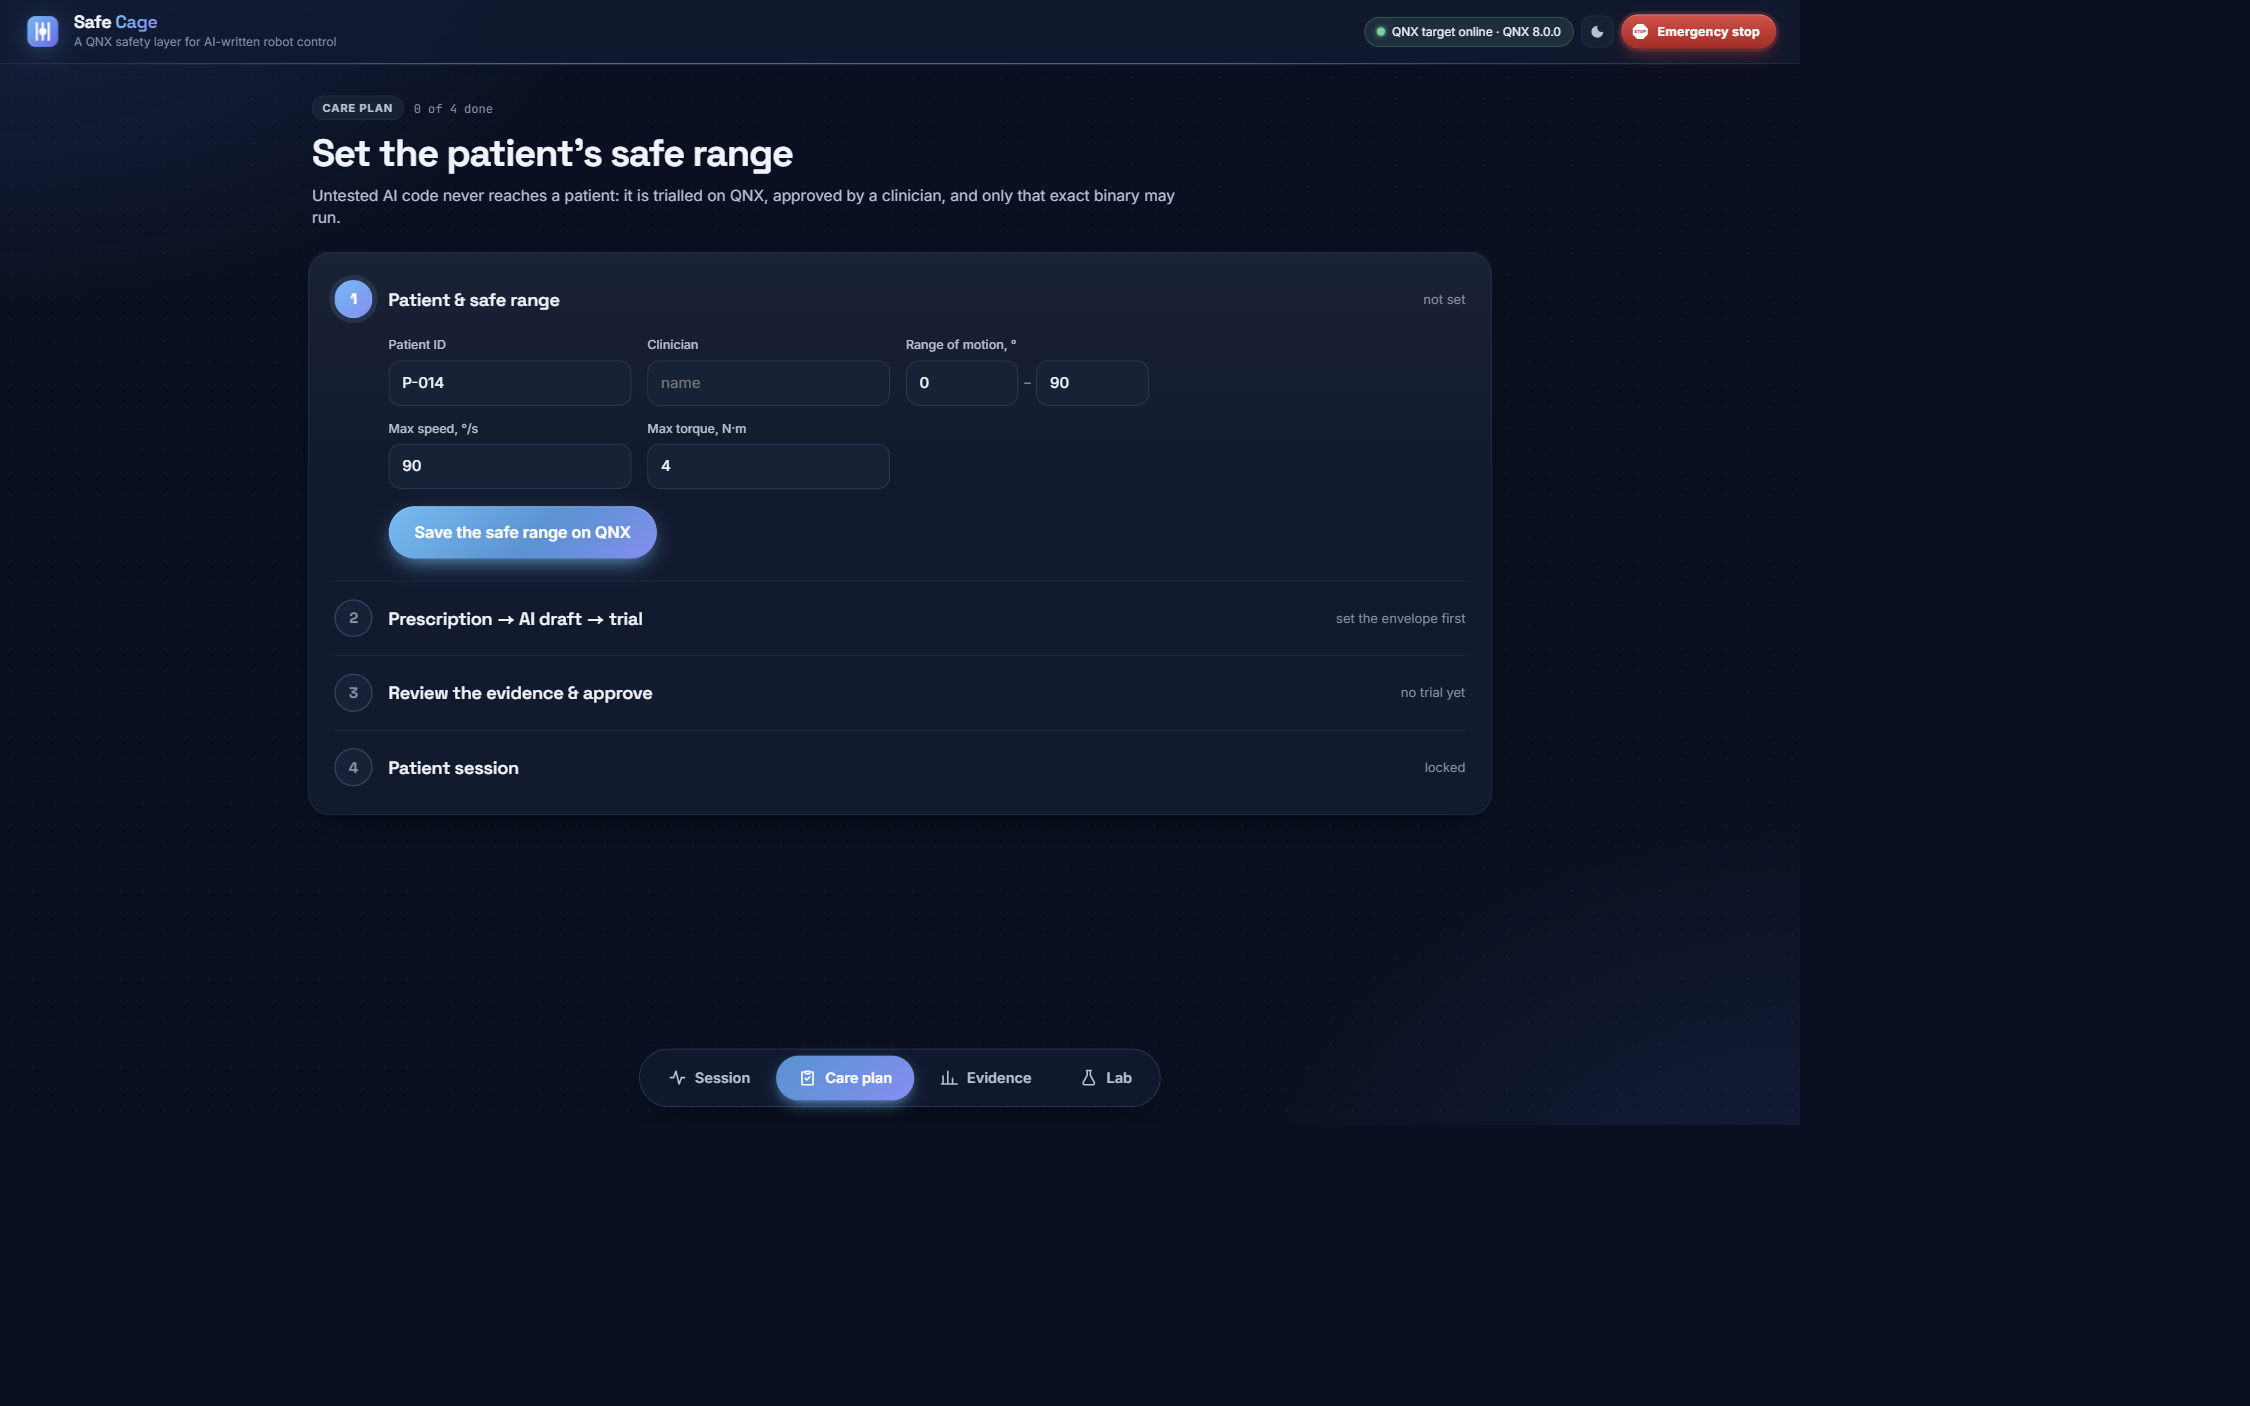 Safe Cage
A QNX safety layer for AI-written robot control
QNX target online · QNX 8.0.0
STOP
Emergency stop
CARE PLAN
0 of 4 done
Set the patient’s safe range
Untested AI code never reaches a patient: it is trialled on QNX, approved by a clinician, and only that exact binary may
run.
1
Patient & safe range
not set
Patient ID
Clinician
Range of motion, °
P-014
name
0 – 90
Max speed, °/s
Max torque, N·m
90
4
Save the safe range on QNX
2
Prescription → AI draft → trial
set the envelope first
3
Review the evidence & approve
no trial yet
4
Patient session
locked
Session
Care plan
Evidence
Lab